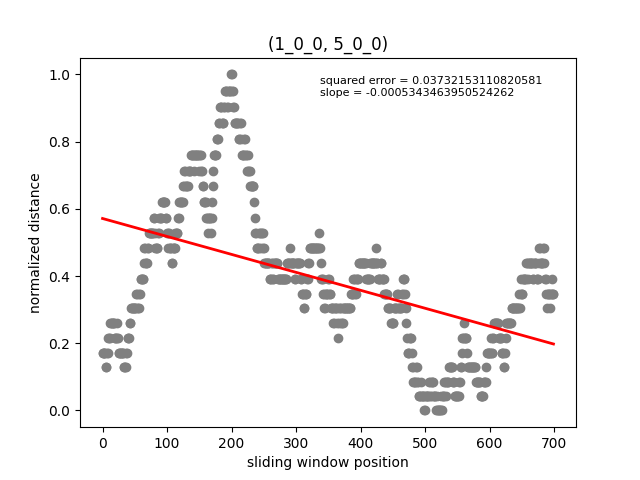 (1_0_0, 5_0_0)
squared error = 0.03732153110820581
slope = -0.0005343463950524262
normalized distance
1.0
0.8
0.6
0.4
0.2
0.0
0 100 200 300 400 500 600 700
sliding window position